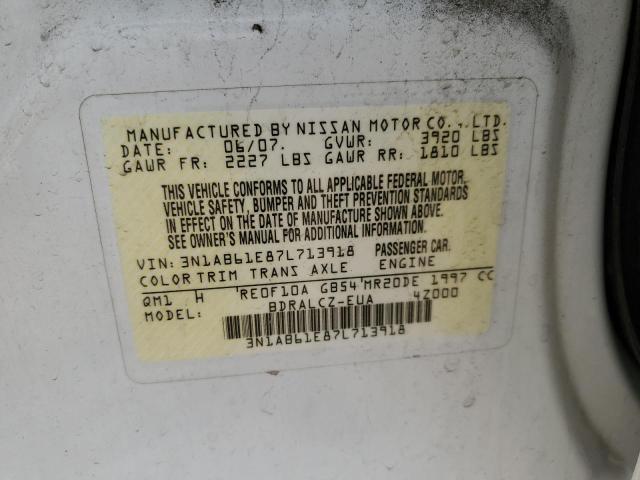 MANUFACTURED BY NISSAN MOTOR CO., LTD.
DATE: 06/07. GVWR: 3920 LBS
GAWR FR: 2227 LBS GAWR RR: 1810 LBS
THIS VEHICLE CONFORMS TO ALL APPLICABLE FEDERAL MOTOR
VEHICLE SAFETY, BUMPER AND THEFT PREVENTION STANDARDS
IN EFFECT ON THE DATE OF MANUFACTURE SHOWN ABOVE.
SEE OWNER'S MANUAL FOR ADDITIONAL INFORMATION.
VIN: 3N1AB61E87L713918 PASSENGER CAR.
COLOR TRIM TRANS AXLE ENGINE
QM1 H RE0F10A GB54 MR20DE 1997 CC
MODEL: BDRALCZ-EUA 4Z000
3N1AB61E87L713918